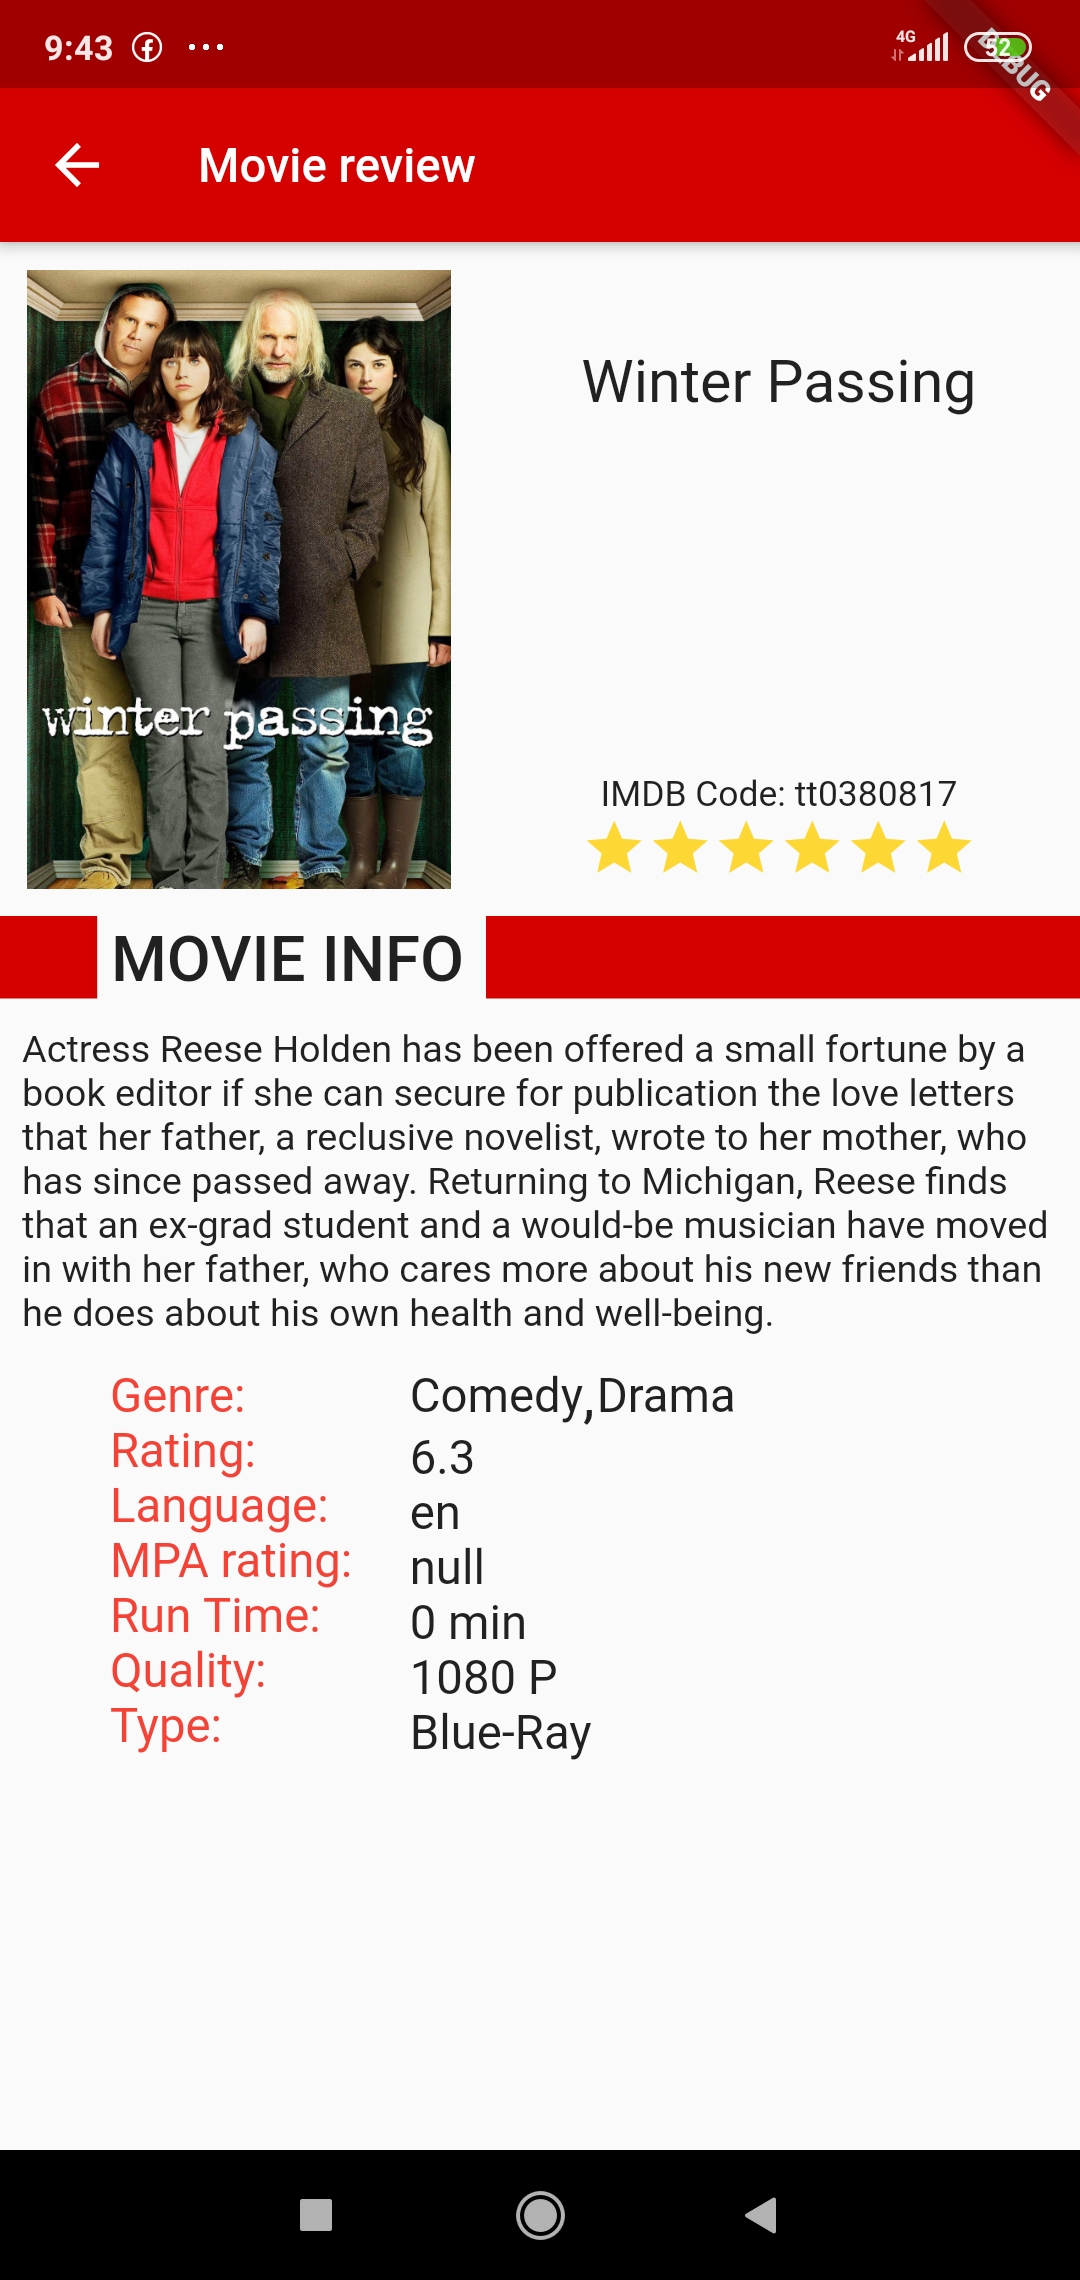 9:43
4G
52
DEBUG
Movie review
winter passing
Winter Passing
IMDB Code: tt0380817
MOVIE INFO
Actress Reese Holden has been offered a small fortune by a
book editor if she can secure for publication the love letters
that her father, a reclusive novelist, wrote to her mother, who
has since passed away. Returning to Michigan, Reese finds
that an ex-grad student and a would-be musician have moved
in with her father, who cares more about his new friends than
he does about his own health and well-being.
Genre: Comedy,Drama
Rating: 6.3
Language: en
MPA rating: null
Run Time: 0 min
Quality: 1080 P
Type: Blue-Ray